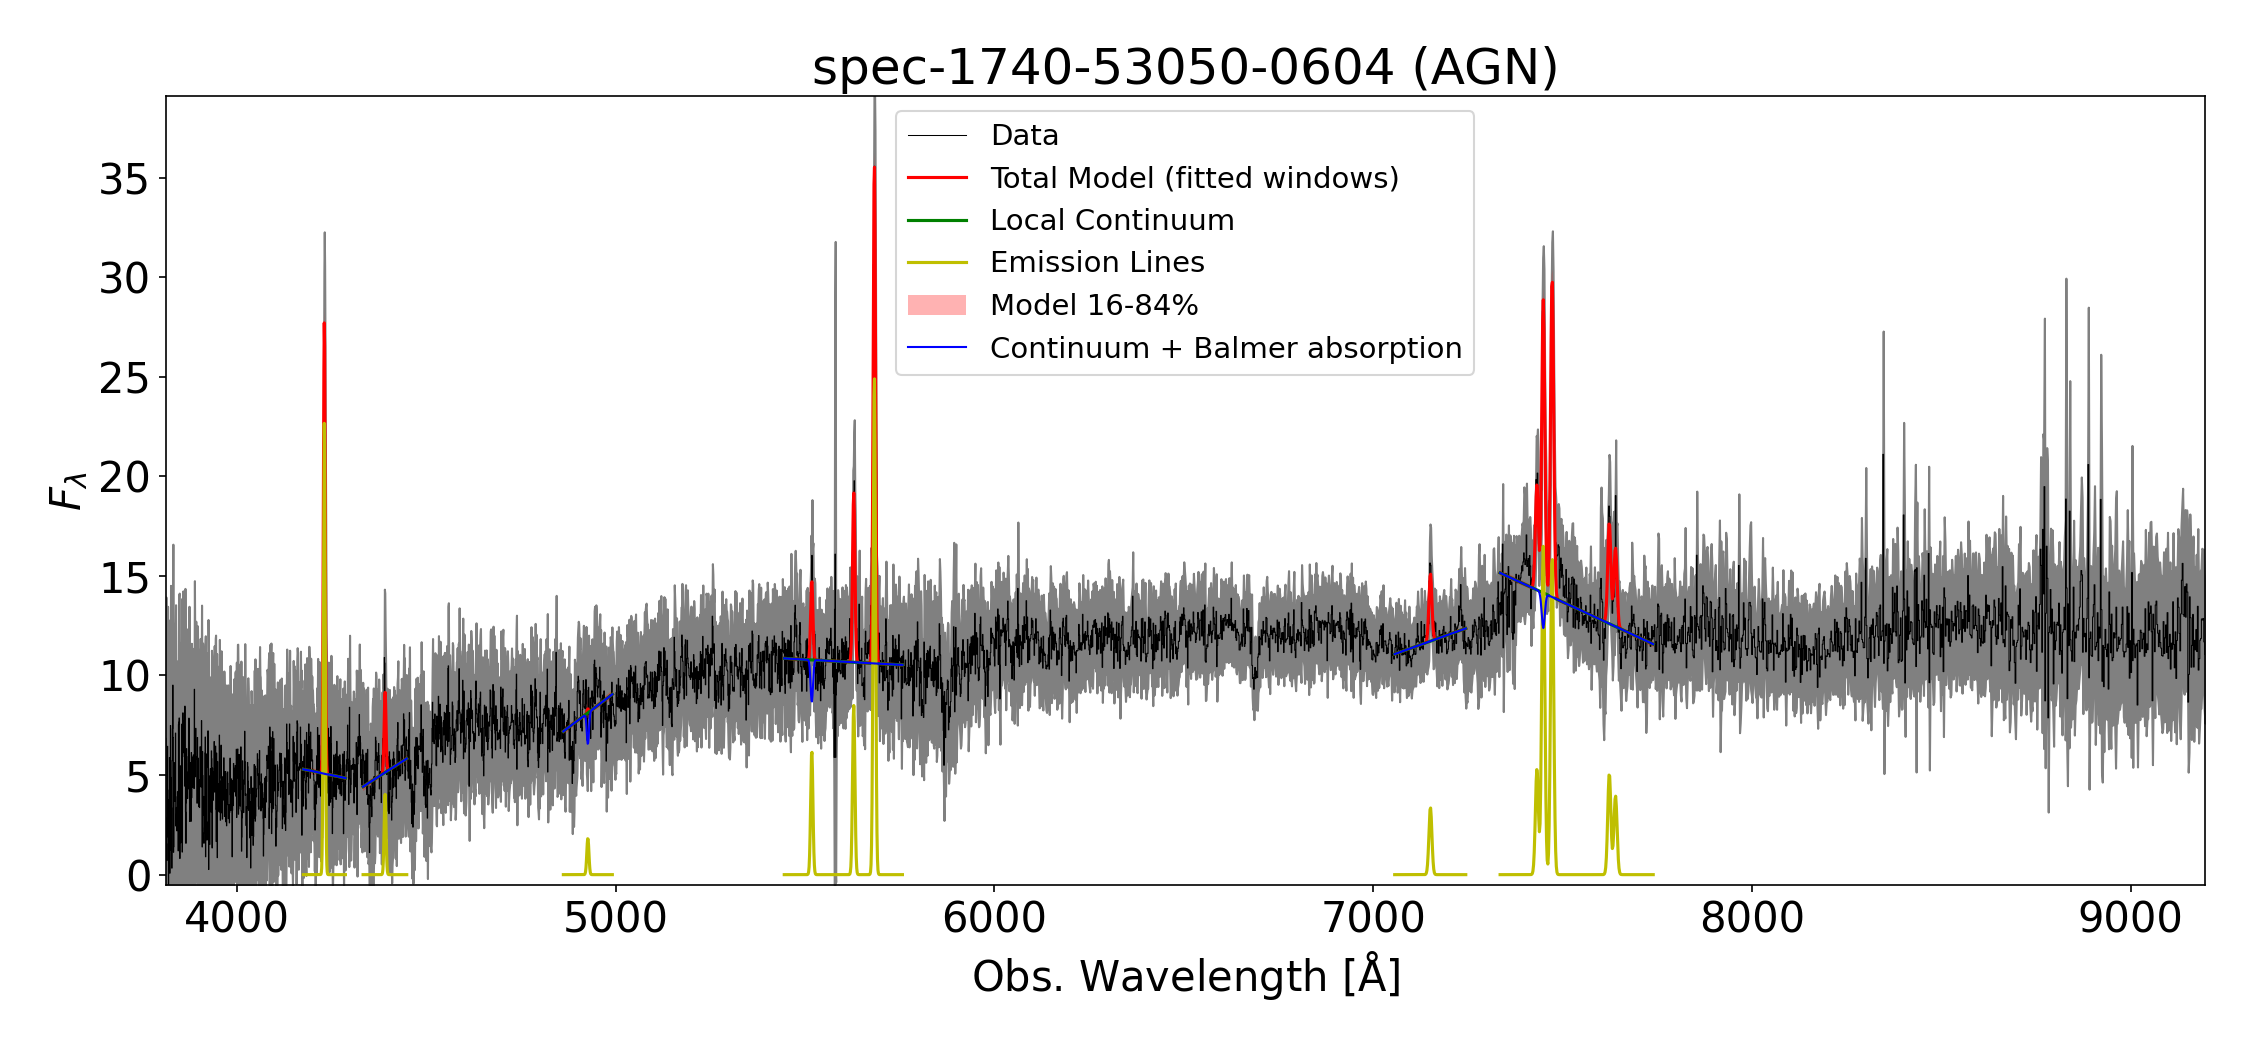 spec-1740-53050-0604 (AGN)
Data
Total Model (fitted windows)
Local Continuum
Emission Lines
Model 16-84%
Continuum + Balmer absorption
35
30
25
20
15
10
5
0
Fλ
4000 5000 6000 7000 8000 9000
Obs. Wavelength [Å]